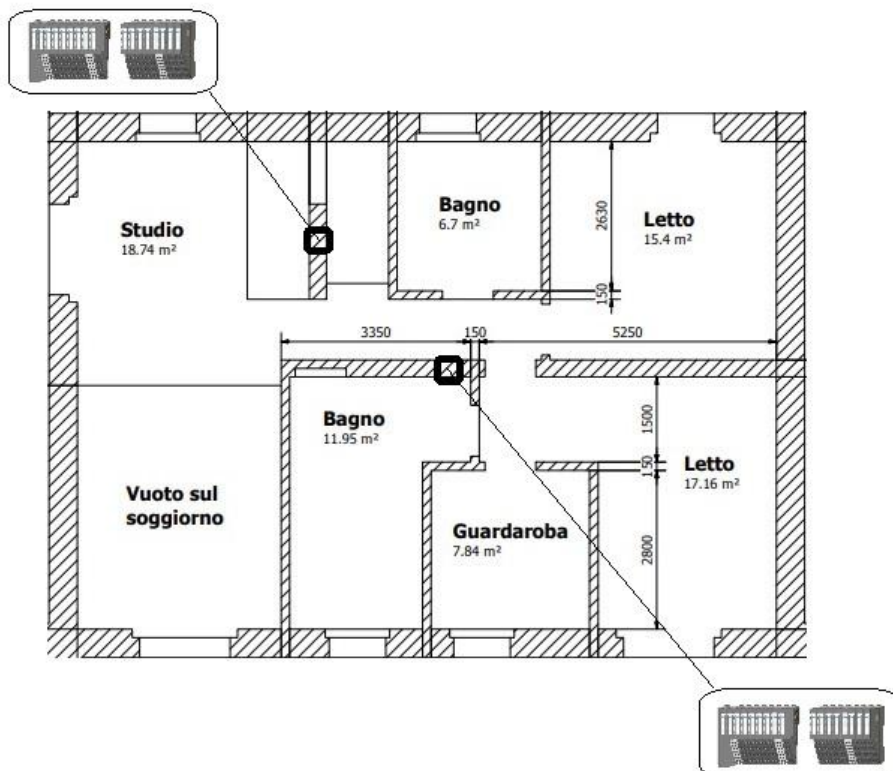 Studio
18.74 m²
Bagno
6.7 m²
Letto
15.4 m²
2630
150
3350
150
5250
Bagno
11.95 m²
1500
150
Letto
17.16 m²
Vuoto sul
soggiorno
Guardaroba
7.84 m²
2800